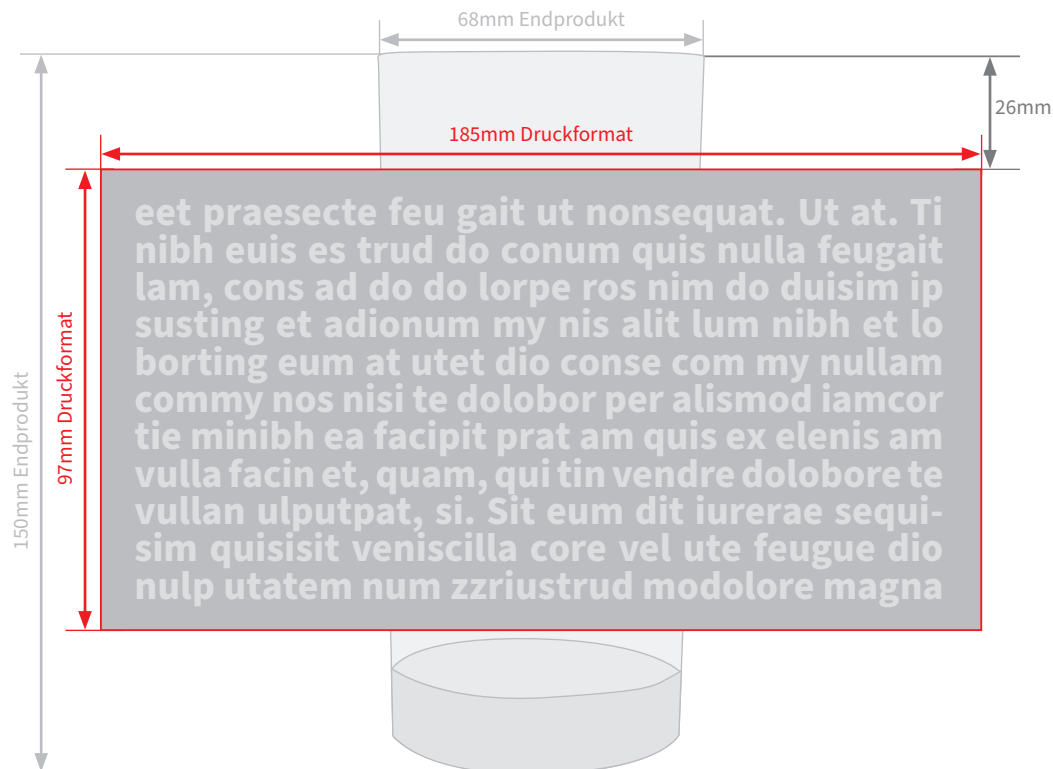 68mm Endprodukt
26mm
185mm Druckformat
eet praesecte feu gait ut nonsequat. Ut at. Ti
nibh euis es trud do conum quis nulla feugait
lam, cons ad do do lorpe ros nim do duisim ip
susting et adionum my nis alit lum nibh et lo
borting eum at utet dio conse com my nullam
commy nos nisi te dolobor per alismod iamcor
tie minibh ea facipit prat am quis ex elenis am
vulla facin et, quam, qui tin vendre dolobore te
vullan ulputpat, si. Sit eum dit iurerae sequi-
sim quisisit veniscilla core vel ute feugue dio
nulp utatem num zzriustrud modolore magna
97mm Druckformat
150mm Endprodukt